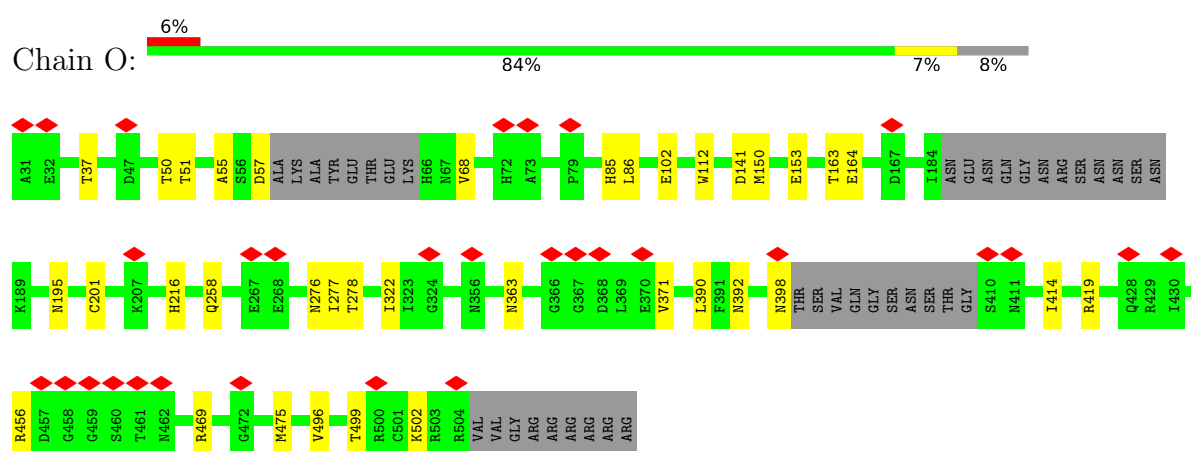 6%
Chain O:
84% 7% 8%
A31 E32 T37 D47 T50 T51 A55 S56 D57 ALA LYS ALA TYR GLU THR GLU LYS H66 N67 V68 H72 A73 P79 H85 L86 E102 W112 D141 M150 E153 T163 E164 D167 I184 ASN GLU ASN GLN GLY ASN ARG SER ASN ASN SER ASN
K189 N195 C201 K207 H216 Q258 E267 E268 N276 I277 T278 I322 I323 G324 N356 N363 G366 G367 D368 L369 E370 V371 L390 F391 N392 N398 THR SER VAL GLN GLY SER ASN SER THR GLY S410 N411 I414 R419 Q428 R429 I430
R456 D457 G458 G459 S460 T461 N462 R469 G472 M475 V496 T499 R500 C501 K502 R503 R504 VAL VAL GLY ARG ARG ARG ARG ARG ARG